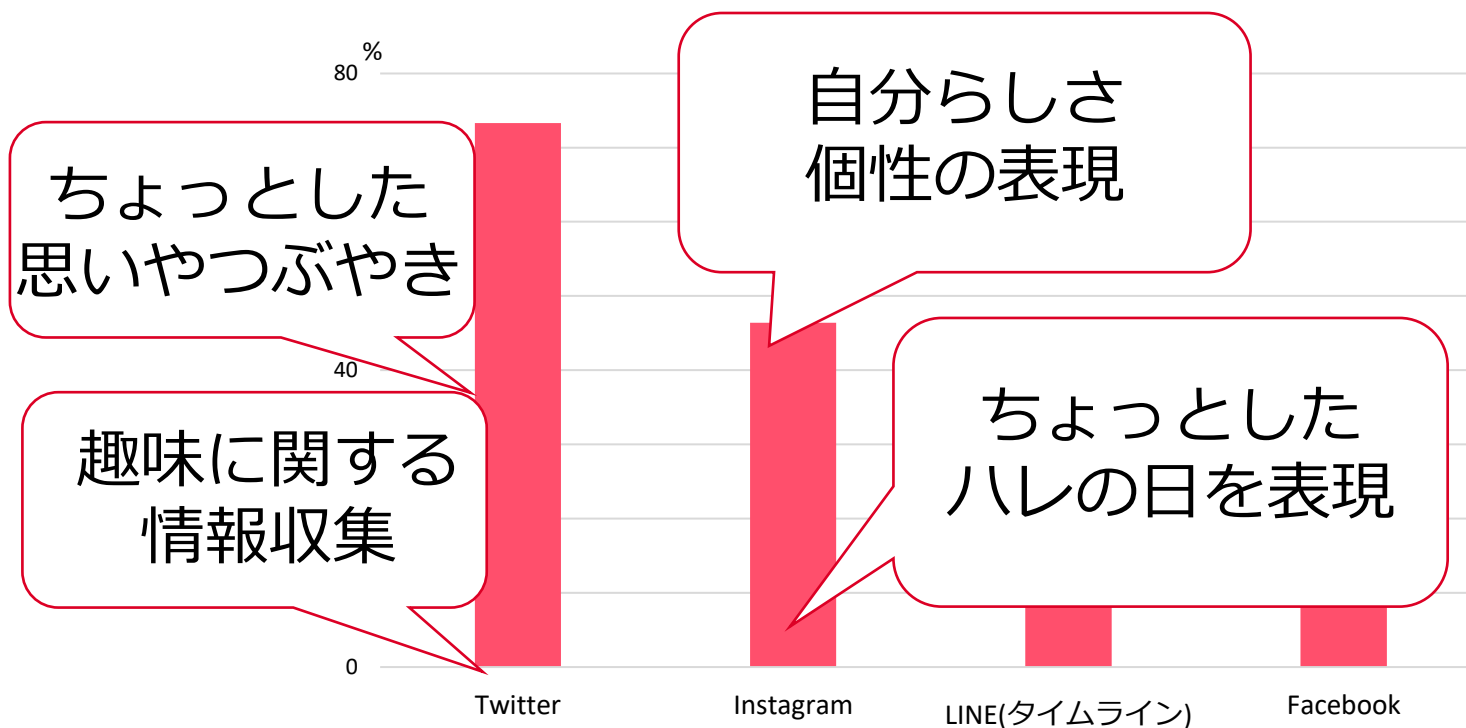 %
80
40
0
ちょっとした
思いやつぶやき
趣味に関する
情報収集
自分らしさ
個性の表現
ちょっとした
ハレの日を表現
Twitter
Instagram
LINE(タイムライン)
Facebook